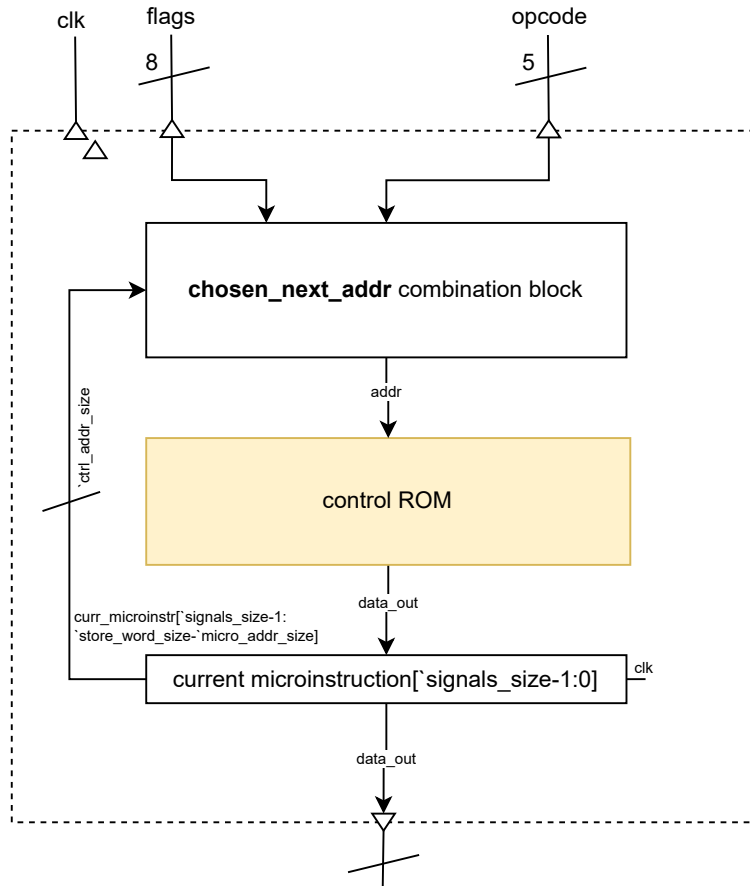 clk
flags
opcode
8
5
chosen_next_addr combination block
`ctrl_addr_size
addr
control ROM
data_out
curr_microinstr[`signals_size-1:
`store_word_size-`micro_addr_size]
current microinstruction[`signals_size-1:0]
clk
data_out